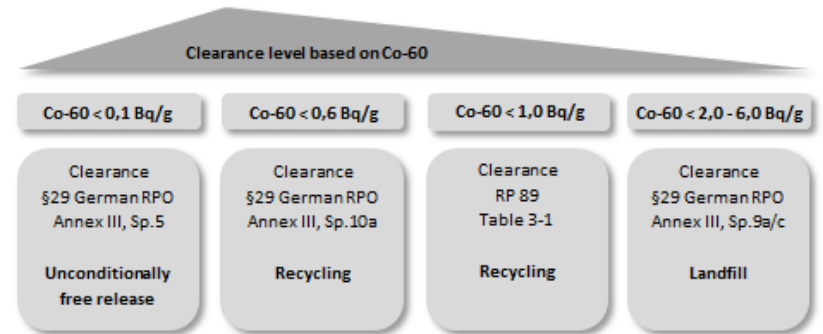 Clearance level based on Co-60
Co-60 < 0,1 Bq/g
Co-60 < 0,6 Bq/g
Co-60 < 1,0 Bq/g
Co-60 < 2,0 - 6,0 Bq/g
Clearance
§29 German RPO
Annex III, Sp.5
Unconditionally
free release
Clearance
§29 German RPO
Annex III, Sp.10a
Recycling
Clearance
RP 89
Table 3-1
Recycling
Clearance
§29 German RPO
Annex III, Sp.9a/c
Landfill